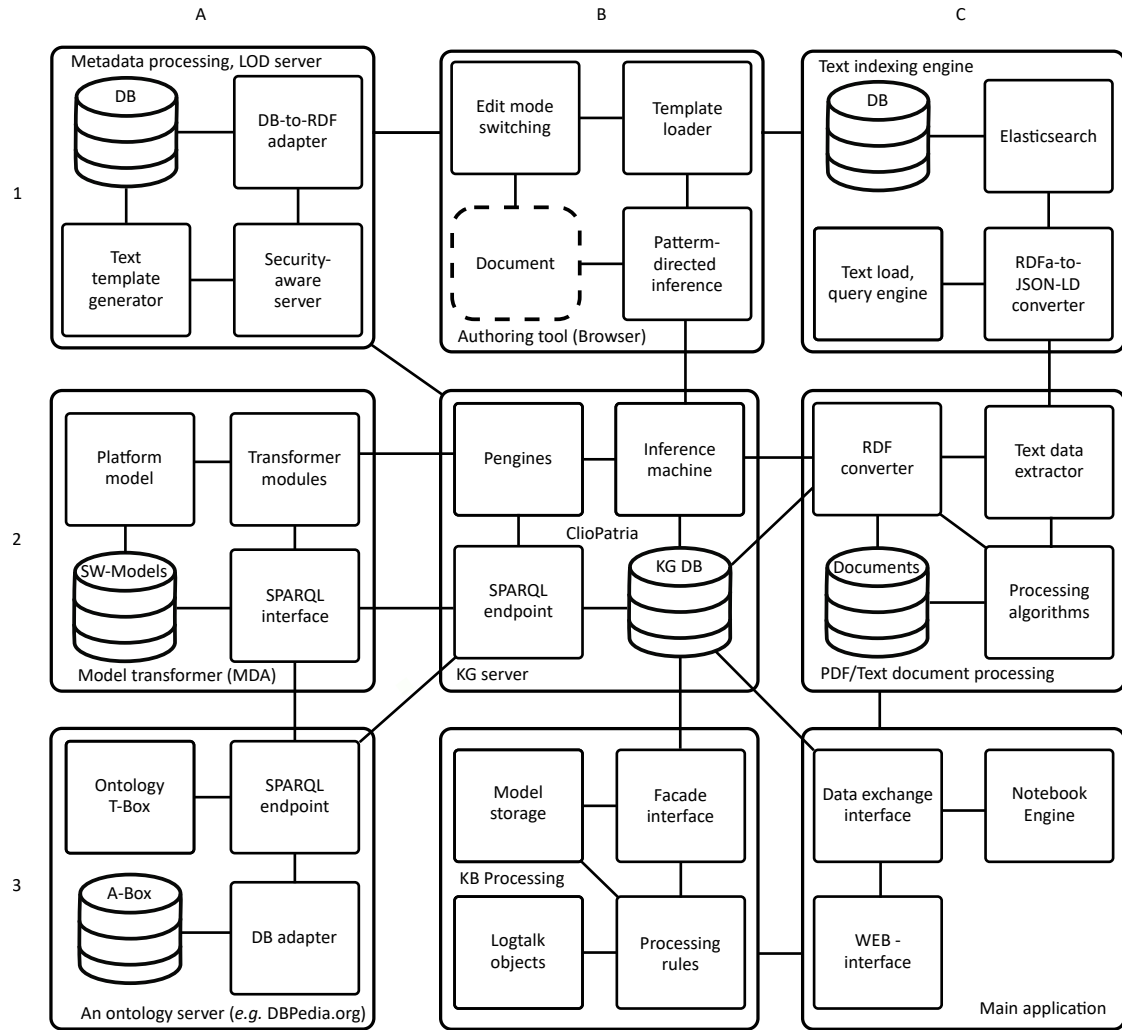 A
B
C
1
Metadata processing, LOD server
DB
DB-to-RDF
adapter
Text
template
generator
Security-
aware
server
Edit mode
switching
Template
loader
Document
Patterm-
directed
inference
Authoring tool (Browser)
Text indexing engine
DB
Elasticsearch
Text load,
query engine
RDFa-to-
JSON-LD
converter
2
Platform
model
Transformer
modules
SW-Models
SPARQL
interface
Model transformer (MDA)
Pengines
Inference
machine
ClioPatria
SPARQL
endpoint
KG DB
KG server
RDF
converter
Text data
extractor
Documents
Processing
algorithms
PDF/Text document processing
3
Ontology
T-Box
SPARQL
endpoint
A-Box
DB adapter
An ontology server (e.g. DBPedia.org)
Model
storage
Facade
interface
KB Processing
Logtalk
objects
Processing
rules
Data exchange
interface
Notebook
Engine
WEB -
interface
Main application